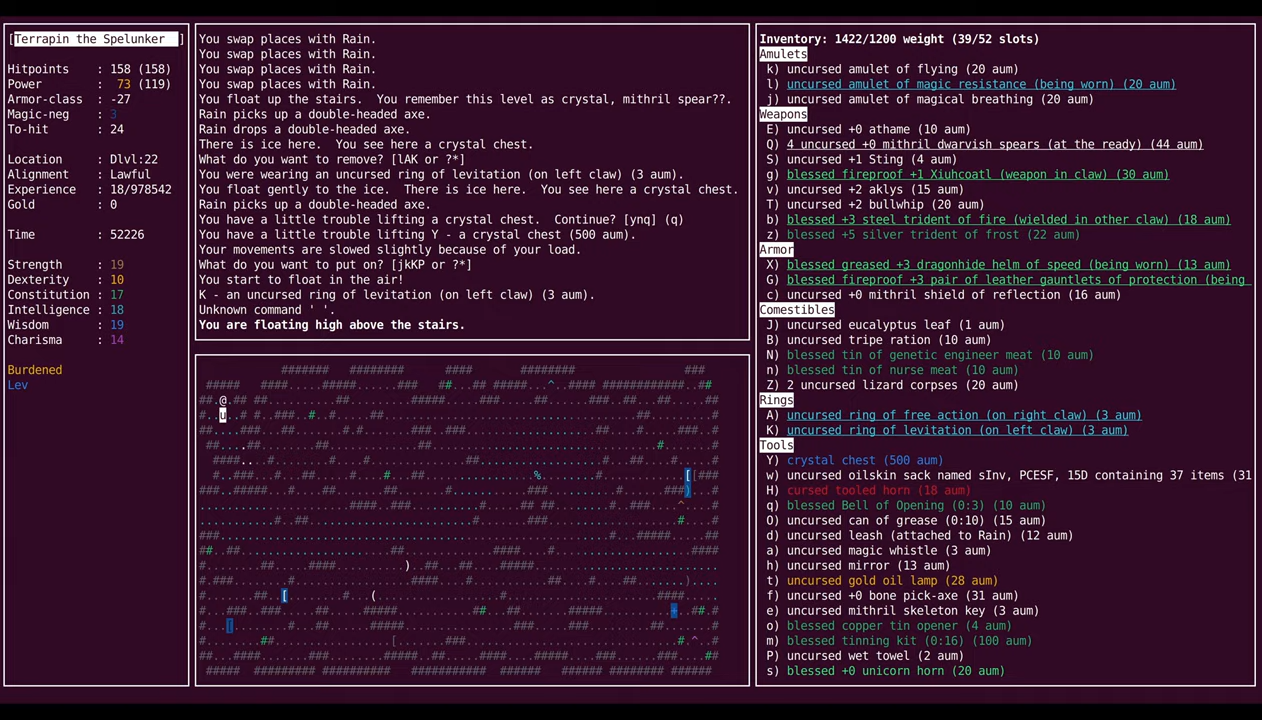 [Terrapin the Spelunker ]
Hitpoints : 158 (158)
Power : 73 (119)
Armor-class : -27
Magic-neg : 3
To-hit : 24
Location : Dlvl:22
Alignment : Lawful
Experience : 18/978542
Gold : 0
Time : 52226
Strength : 19
Dexterity : 10
Constitution : 17
Intelligence : 18
Wisdom : 19
Charisma : 14
Burdened
Lev
You swap places with Rain.
You swap places with Rain.
You swap places with Rain.
You swap places with Rain.
You float up the stairs.  You remember this level as crystal, mithril spear??.
Rain picks up a double-headed axe.
Rain drops a double-headed axe.
There is ice here.  You see here a crystal chest.
What do you want to remove? [lAK or ?*]
You were wearing an uncursed ring of levitation (on left claw) (3 aum).
You float gently to the ice.  There is ice here.  You see here a crystal chest.
Rain picks up a double-headed axe.
You have a little trouble lifting a crystal chest.  Continue? [ynq] (q)
You have a little trouble lifting Y - a crystal chest (500 aum).
Your movements are slowed slightly because of your load.
What do you want to put on? [jkKP or ?*]
You start to float in the air!
K - an uncursed ring of levitation (on left claw) (3 aum).
Unknown command ' '.
You are floating high above the stairs.
Inventory: 1422/1200 weight (39/52 slots)
Amulets
k) uncursed amulet of flying (20 aum)
l) uncursed amulet of magic resistance (being worn) (20 aum)
j) uncursed amulet of magical breathing (20 aum)
Weapons
E) uncursed +0 athame (10 aum)
Q) 4 uncursed +0 mithril dwarvish spears (at the ready) (44 aum)
S) uncursed +1 Sting (4 aum)
g) blessed fireproof +1 Xiuhcoatl (weapon in claw) (30 aum)
v) uncursed +2 aklys (15 aum)
T) uncursed +2 bullwhip (20 aum)
b) blessed +3 steel trident of fire (wielded in other claw) (18 aum)
z) blessed +5 silver trident of frost (22 aum)
Armor
X) blessed greased +3 dragonhide helm of speed (being worn) (13 aum)
G) blessed fireproof +3 pair of leather gauntlets of protection (being
c) uncursed +0 mithril shield of reflection (16 aum)
Comestibles
J) uncursed eucalyptus leaf (1 aum)
B) uncursed tripe ration (10 aum)
N) blessed tin of genetic engineer meat (10 aum)
n) blessed tin of nurse meat (10 aum)
Z) 2 uncursed lizard corpses (20 aum)
Rings
A) uncursed ring of free action (on right claw) (3 aum)
K) uncursed ring of levitation (on left claw) (3 aum)
Tools
Y) crystal chest (500 aum)
w) uncursed oilskin sack named sInv, PCESF, 15D containing 37 items (31
H) cursed tooled horn (18 aum)
q) blessed Bell of Opening (0:3) (10 aum)
O) uncursed can of grease (0:10) (15 aum)
d) uncursed leash (attached to Rain) (12 aum)
a) uncursed magic whistle (3 aum)
h) uncursed mirror (13 aum)
t) uncursed gold oil lamp (28 aum)
f) uncursed +0 bone pick-axe (31 aum)
e) uncursed mithril skeleton key (3 aum)
o) blessed copper tin opener (4 aum)
m) blessed tinning kit (0:16) (100 aum)
P) uncursed wet towel (2 aum)
s) blessed +0 unicorn horn (20 aum)